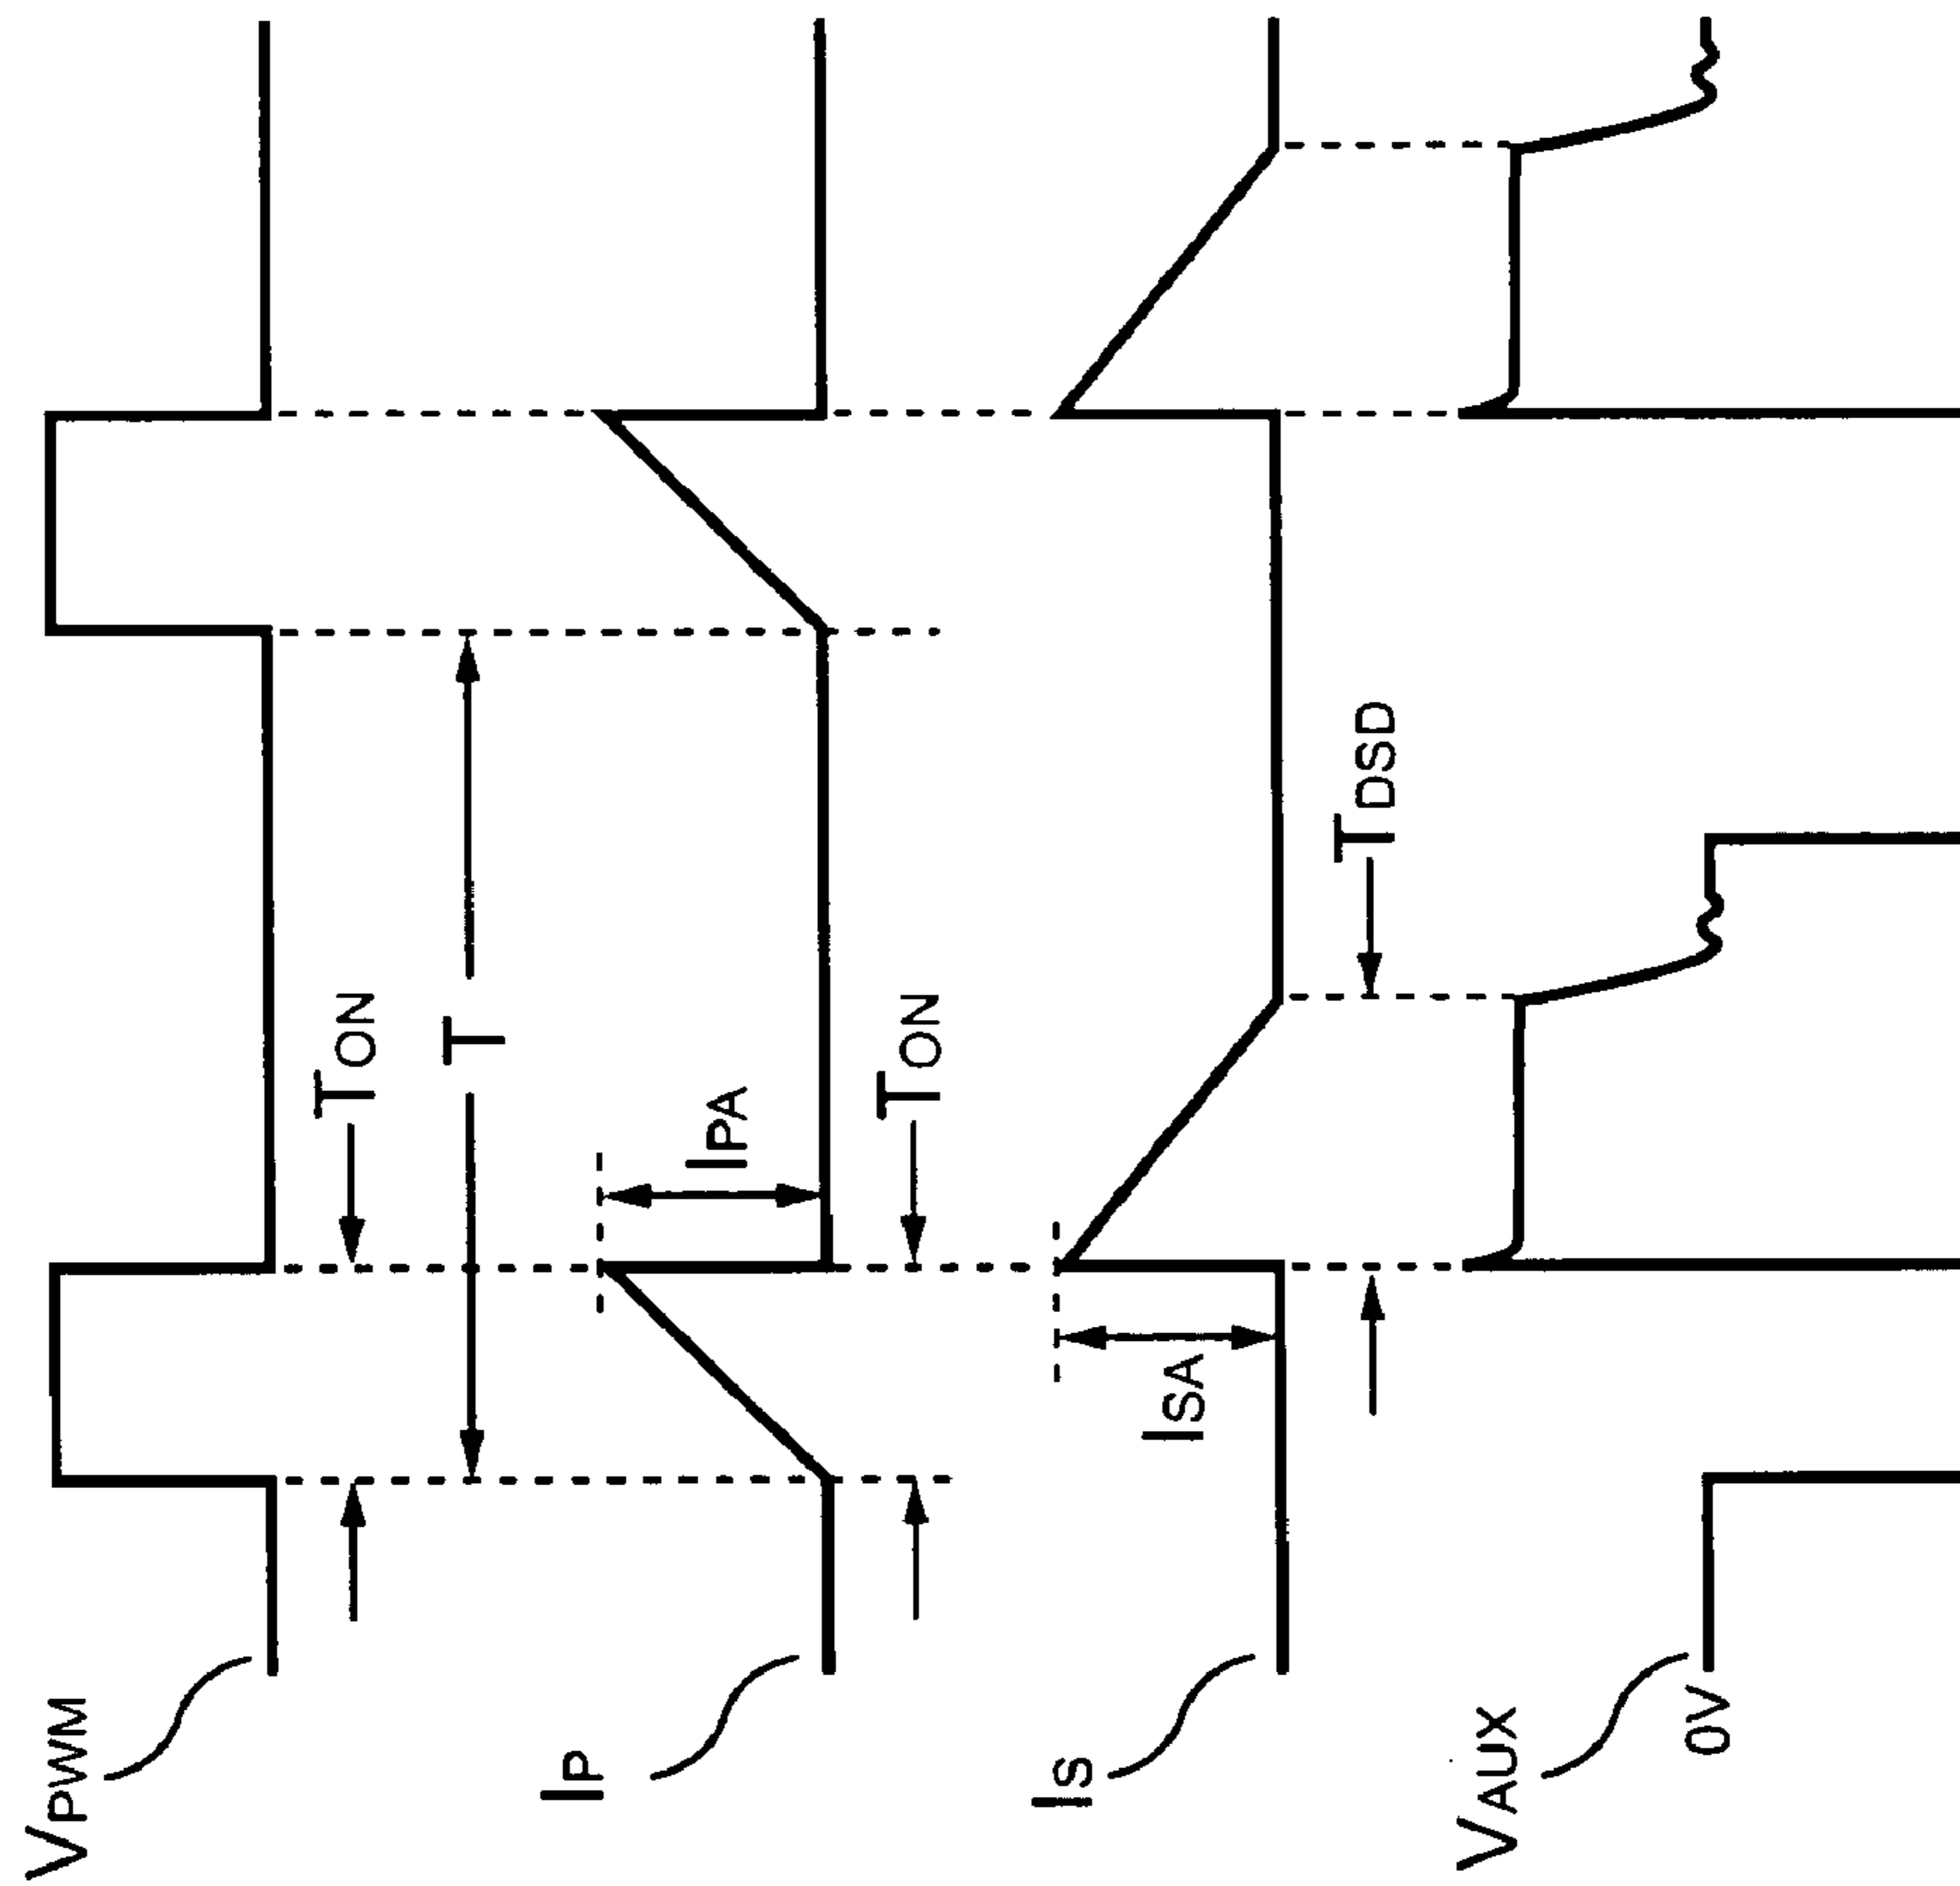 VPWM
TON
T
IP
IPA
TON
IS
ISA
TDSD
VAUX
0V